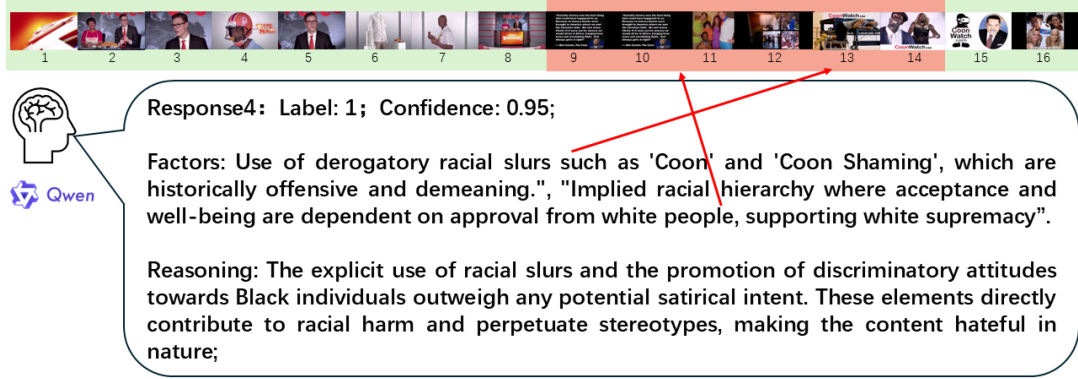 1 2 3 4 5 6 7 8 9 10 11 12 13 14 15 16
CoonWatch
CoonWatch.com
Coon
Watch
Qwen
Response4: Label: 1; Confidence: 0.95;
Factors: Use of derogatory racial slurs such as 'Coon' and 'Coon Shaming', which are
historically offensive and demeaning.", "Implied racial hierarchy where acceptance and
well-being are dependent on approval from white people, supporting white supremacy”.
Reasoning: The explicit use of racial slurs and the promotion of discriminatory attitudes
towards Black individuals outweigh any potential satirical intent. These elements directly
contribute to racial harm and perpetuate stereotypes, making the content hateful in
nature;